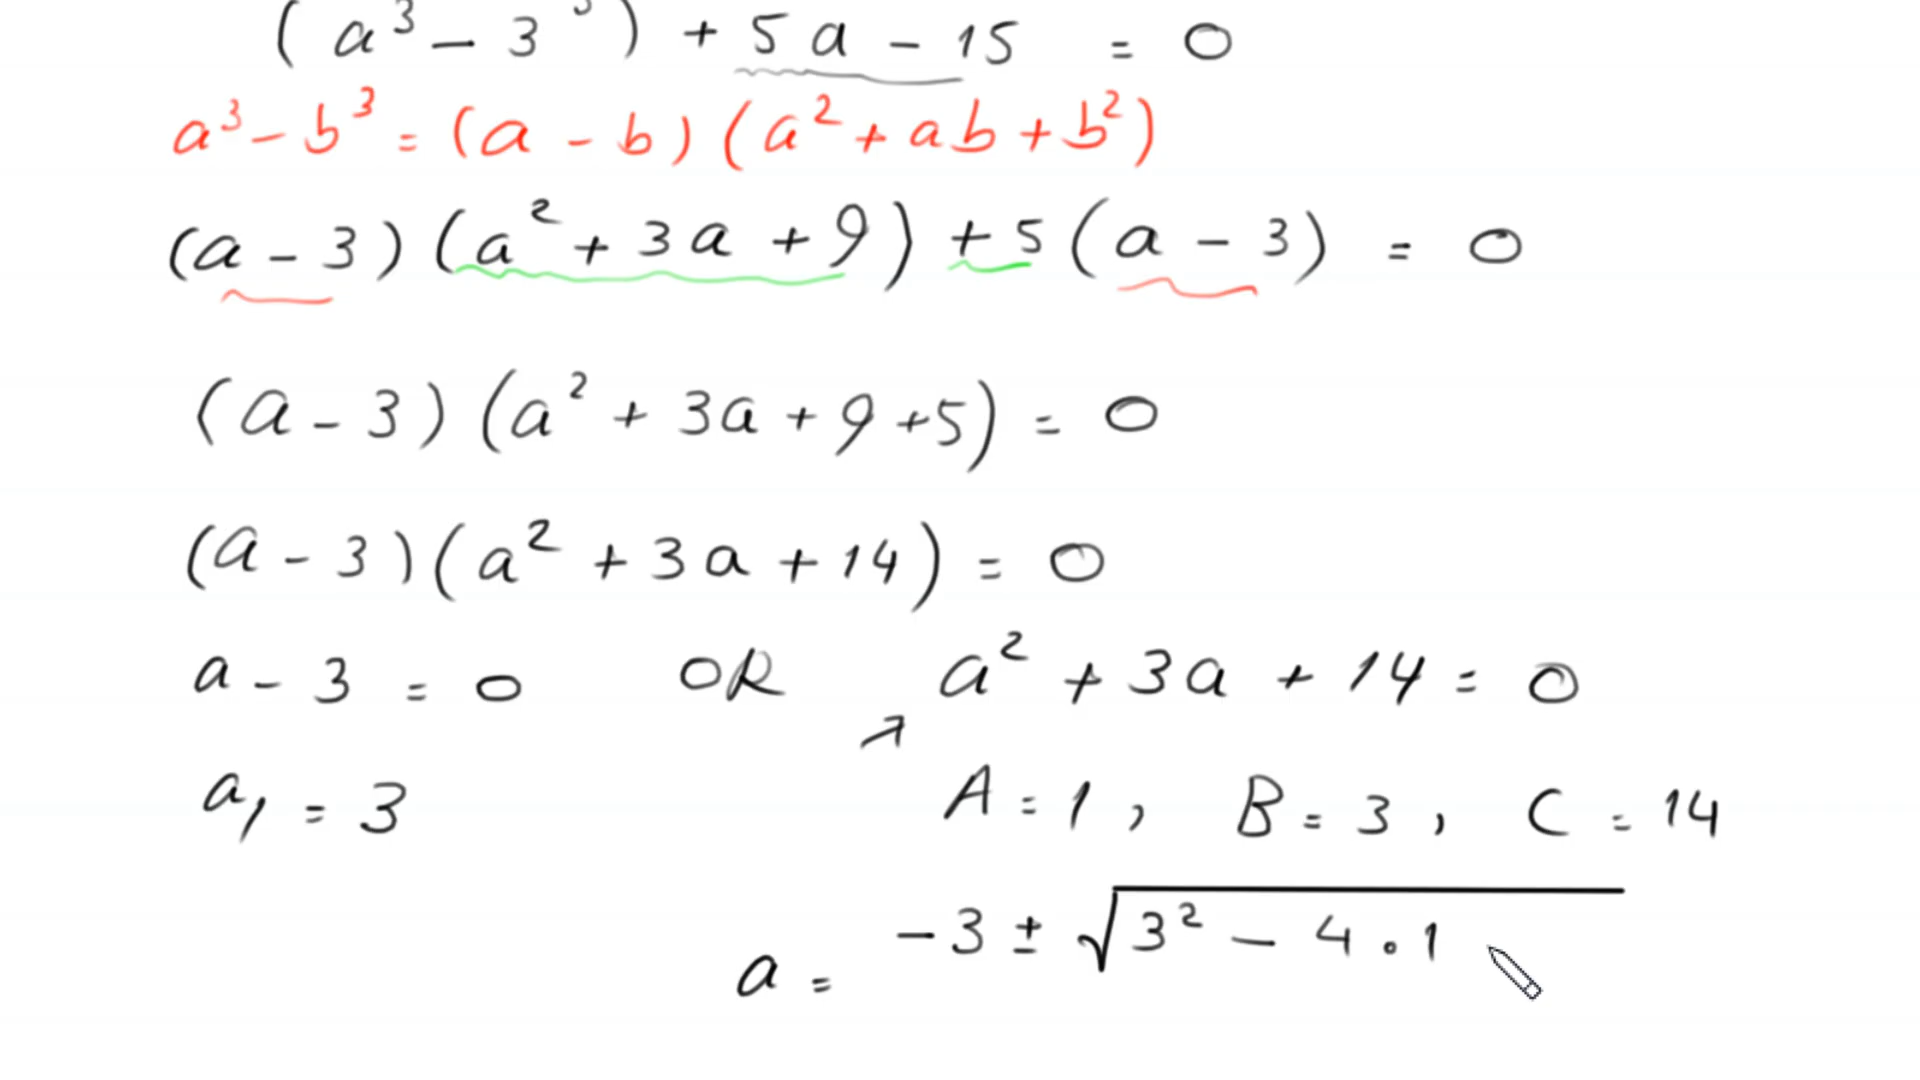 (a³ - 3³) + 5a - 15 = 0
a³ - b³ = (a - b)(a² + ab + b²)
(a - 3)(a² + 3a + 9) + 5(a - 3) = 0
(a - 3)(a² + 3a + 9 + 5) = 0
(a - 3)(a² + 3a + 14) = 0
a - 3 = 0 OR a² + 3a + 14 = 0
a₁ = 3 A = 1, B = 3, C = 14
a = -3 ± √(3² - 4 · 1